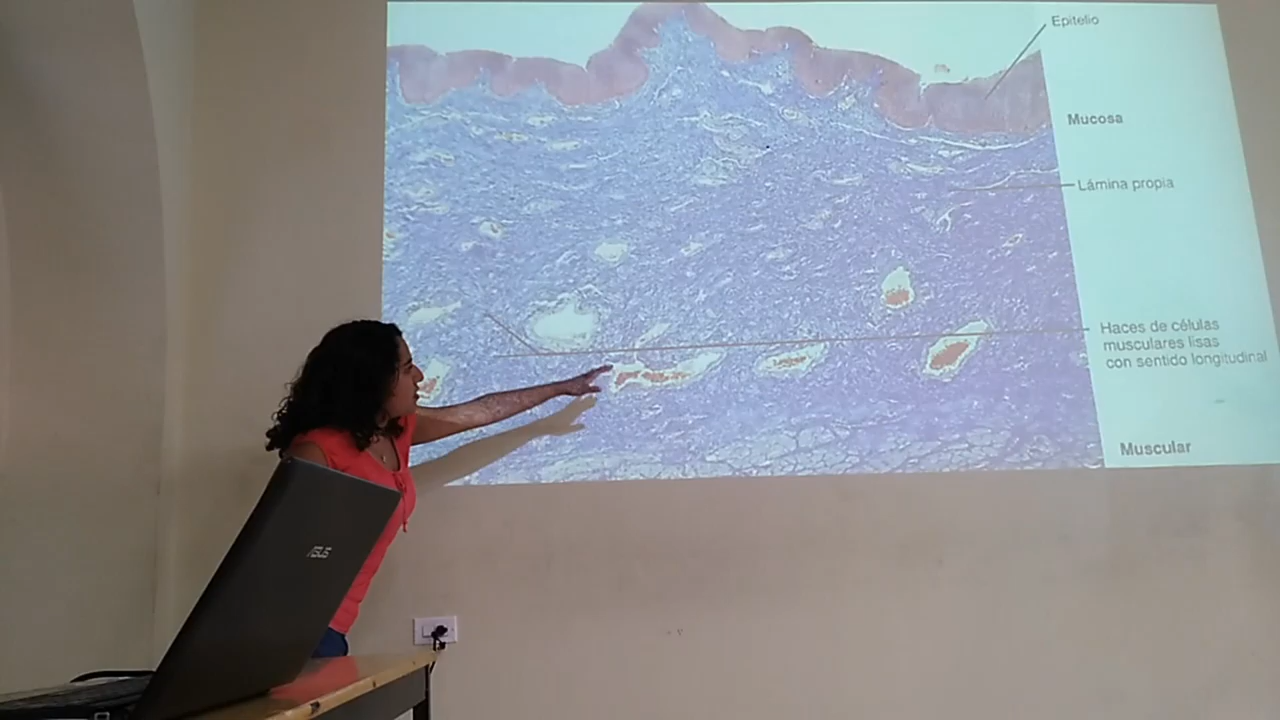 Epitelio
Mucosa
Lámina propia
Haces de células
musculares lisas
con sentido longitudinal
Muscular
ASUS